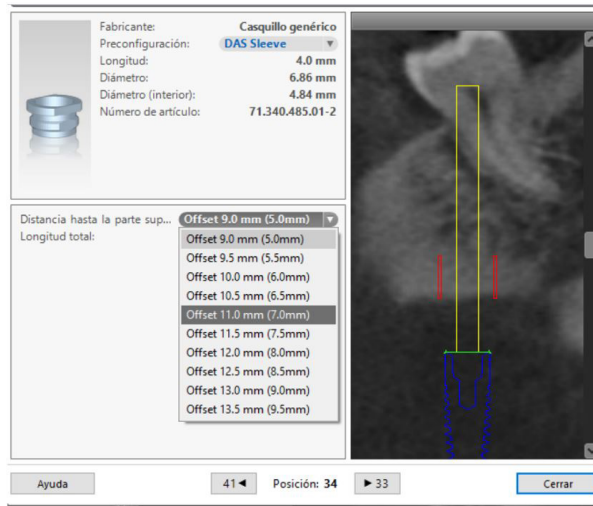 Fabricante: Casquillo genérico
Preconfiguración: DAS Sleeve
Longitud: 4.0 mm
Diámetro: 6.86 mm
Diámetro (interior): 4.84 mm
Número de artículo: 71.340.485.01-2
Distancia hasta la parte sup... Offset 9.0 mm (5.0mm)
Longitud total:
Offset 9.0 mm (5.0mm)
Offset 9.5 mm (5.5mm)
Offset 10.0 mm (6.0mm)
Offset 10.5 mm (6.5mm)
Offset 11.0 mm (7.0mm)
Offset 11.5 mm (7.5mm)
Offset 12.0 mm (8.0mm)
Offset 12.5 mm (8.5mm)
Offset 13.0 mm (9.0mm)
Offset 13.5 mm (9.5mm)
Ayuda 41 Posición: 34 33 Cerrar